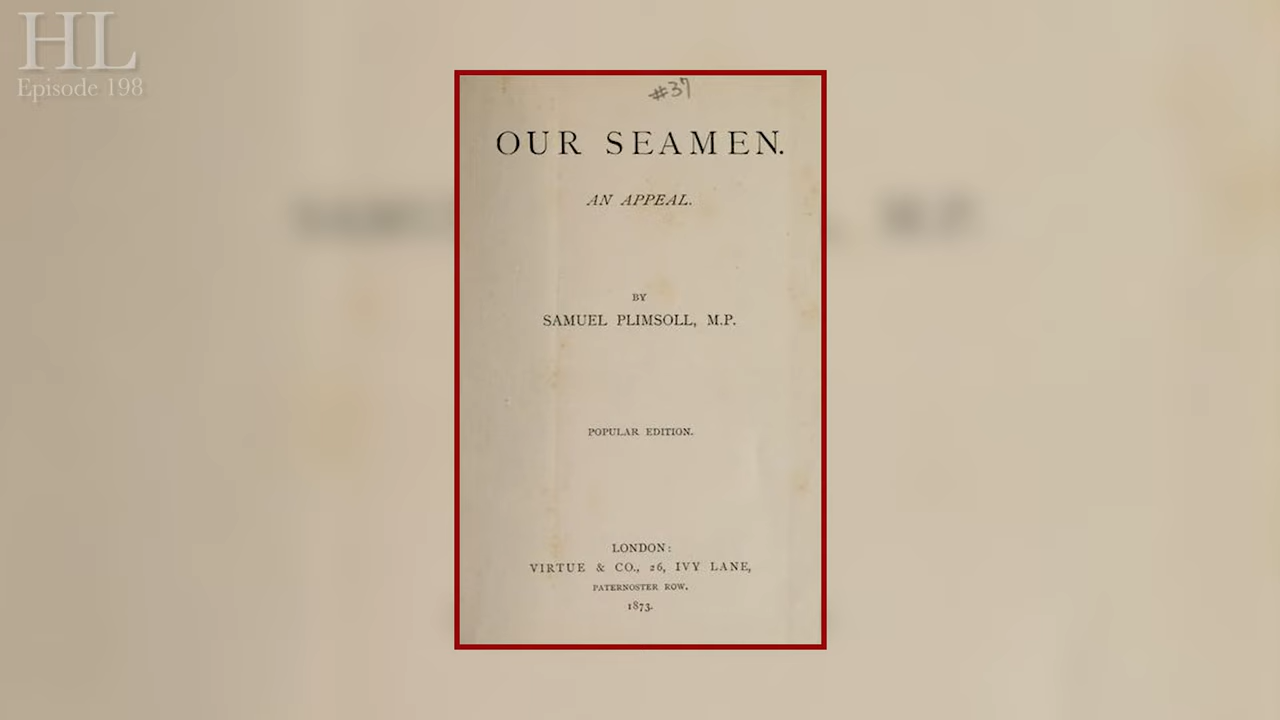 HL
Episode 198
#37
OUR SEAMEN.
AN APPEAL.
BY
SAMUEL PLIMSOLL, M.P.
POPULAR EDITION.
LONDON:
VIRTUE & CO., 26, IVY LANE,
PATERNOSTER ROW.
1873.